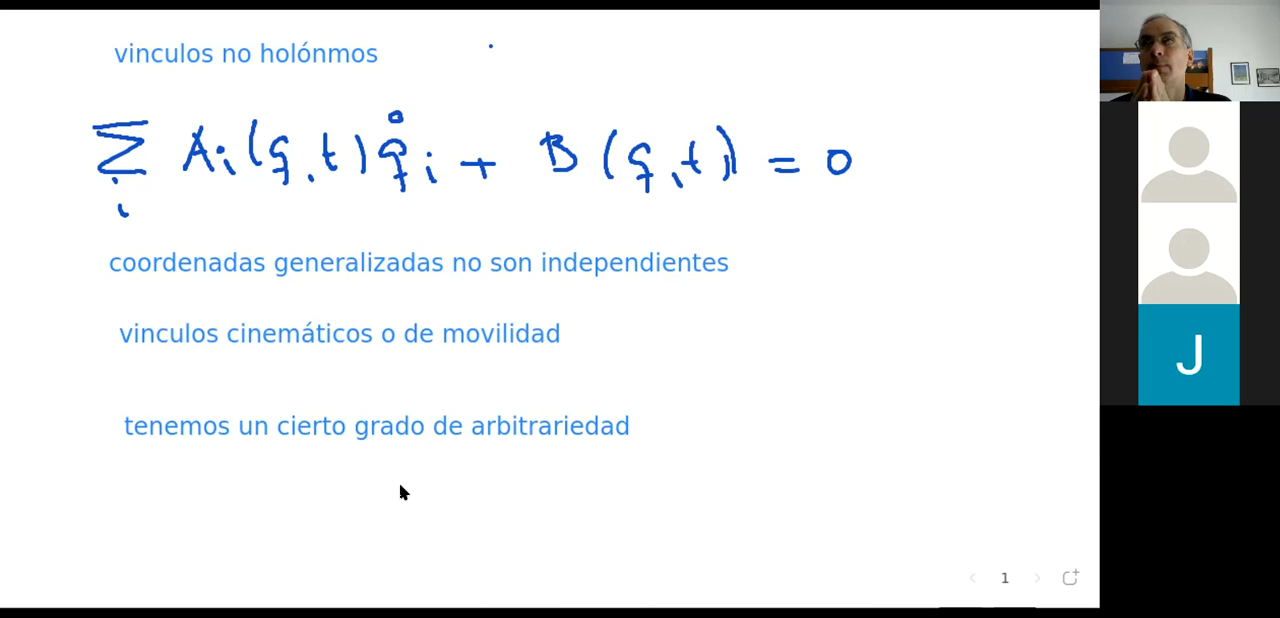 vinculos no holónmos
∑ Ai(q,t) q̊i + B(q,t) = 0
i
coordenadas generalizadas no son independientes
vinculos cinemáticos o de movilidad
tenemos un cierto grado de arbitrariedad
1
J